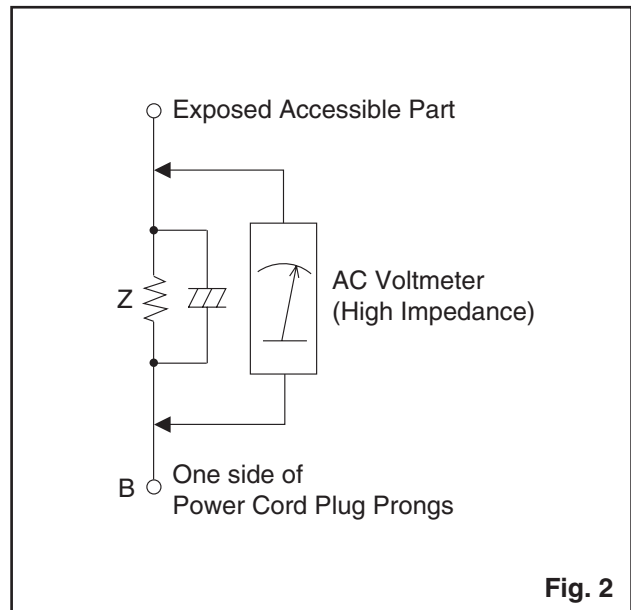 Exposed Accessible Part
Z
AC Voltmeter
(High Impedance)
B
One side of
Power Cord Plug Prongs
Fig. 2